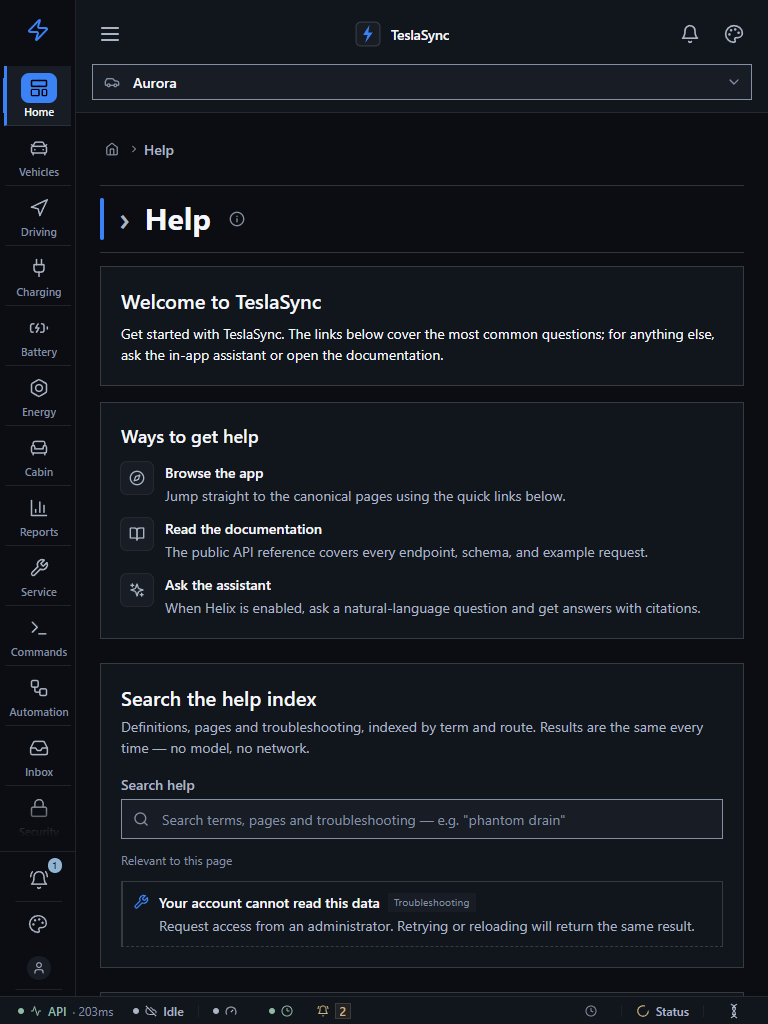 TeslaSync
Aurora
Home
Vehicles
Driving
Charging
Battery
Energy
Cabin
Reports
Service
Commands
Automation
Inbox
Security
1
Help
Help
Welcome to TeslaSync
Get started with TeslaSync. The links below cover the most common questions; for anything else,
ask the in-app assistant or open the documentation.
Ways to get help
Browse the app
Jump straight to the canonical pages using the quick links below.
Read the documentation
The public API reference covers every endpoint, schema, and example request.
Ask the assistant
When Helix is enabled, ask a natural-language question and get answers with citations.
Search the help index
Definitions, pages and troubleshooting, indexed by term and route. Results are the same every
time — no model, no network.
Search help
Search terms, pages and troubleshooting — e.g. "phantom drain"
Relevant to this page
Your account cannot read this data Troubleshooting
Request access from an administrator. Retrying or reloading will return the same result.
API · 203ms Idle 2 Status